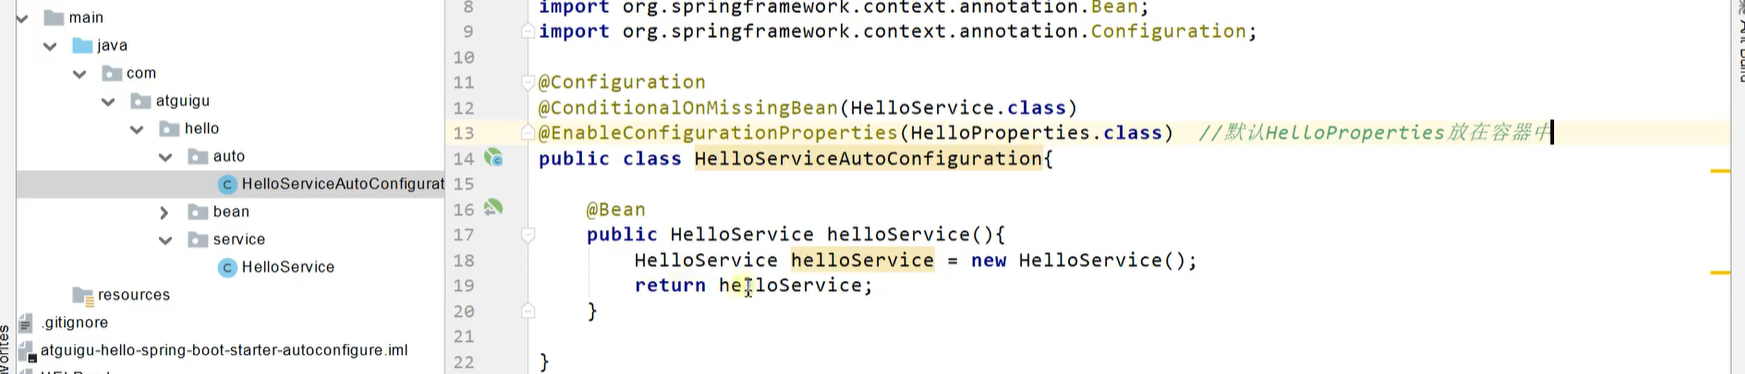 main
java
com
atguigu
hello
auto
HelloServiceAutoConfigurat
bean
service
HelloService
resources
.gitignore
atguigu-hello-spring-boot-starter-autoconfigure.iml
8 import org.springframework.context.annotation.Bean;
9 import org.springframework.context.annotation.Configuration;
10
11 @Configuration
12 @ConditionalOnMissingBean(HelloService.class)
13 @EnableConfigurationProperties(HelloProperties.class) //默认HelloProperties放在容器中
14 public class HelloServiceAutoConfiguration{
15
16 @Bean
17 public HelloService helloService(){
18 HelloService helloService = new HelloService();
19 return helloService;
20 }
21
22 }